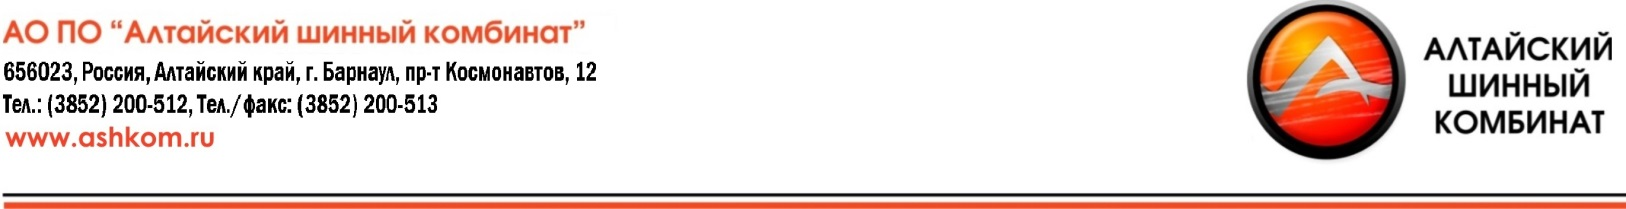 АО ПО “Алтайский шинный комбинат”
656023, Россия, Алтайский край, г. Барнаул, пр-т Космонавтов, 12
Тел.: (3852) 200-512, Тел./факс: (3852) 200-513
www.ashkom.ru
АЛТАЙСКИЙ
ШИННЫЙ
КОМБИНАТ